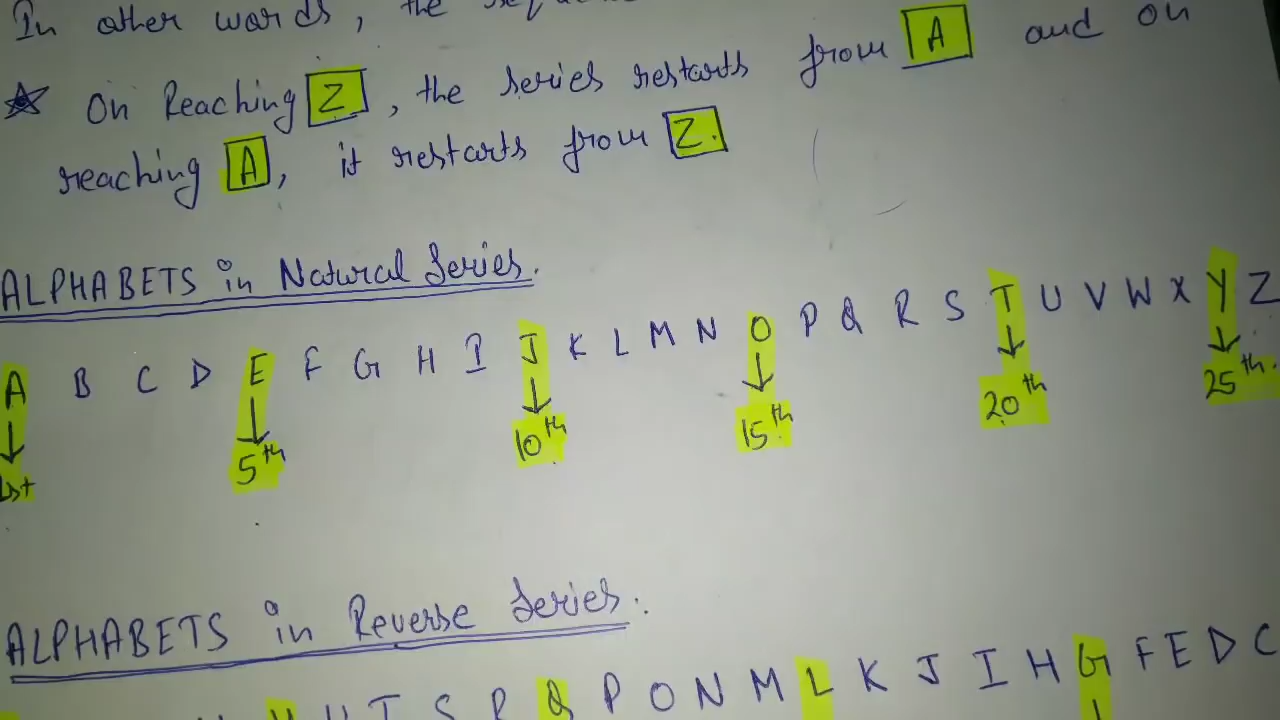 In other words, the
★ On Reaching Z, the series restarts from A and on
reaching A, it restarts from Z.
ALPHABETS in Natural Series.
A B C D E F G H I J K L M N O P Q R S T U V W X Y Z
1st 5th 10th 15th 20th 25th.
ALPHABETS in Reverse Series.
U T S R Q P O N M L K J I H G F E D C